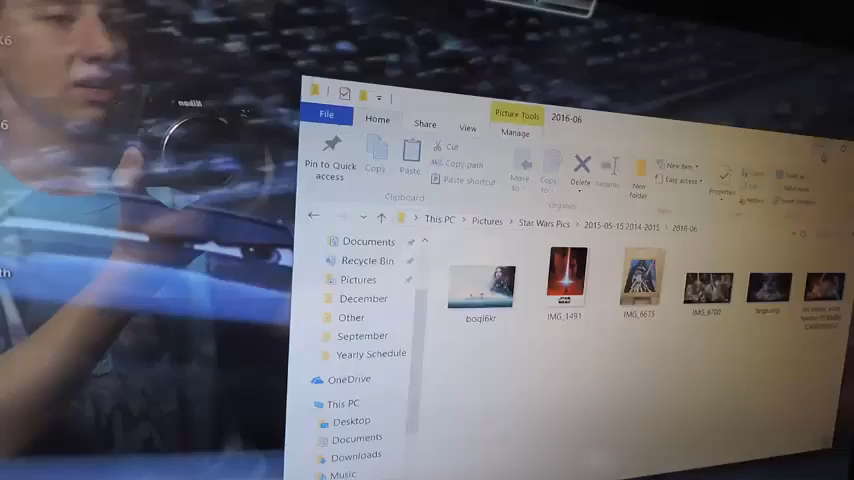 Picture Tools
2016-06
File
Home
Share
View
Manage
Pin to Quick access
Copy
Paste
Cut
Copy path
Paste shortcut
Move to
Copy to
Delete
Rename
New folder
New item
Easy access
Properties
Clipboard
Organize
This PC > Pictures > Star Wars Pics > 2015-05-15 2014-2015 > 2016-06
Documents
Recycle Bin
Pictures
December
Other
September
Yearly Schedule
OneDrive
This PC
Desktop
Documents
Downloads
Music
IMG_1491
IMG_6675
IMG_6700
STAR WARS
Nikon